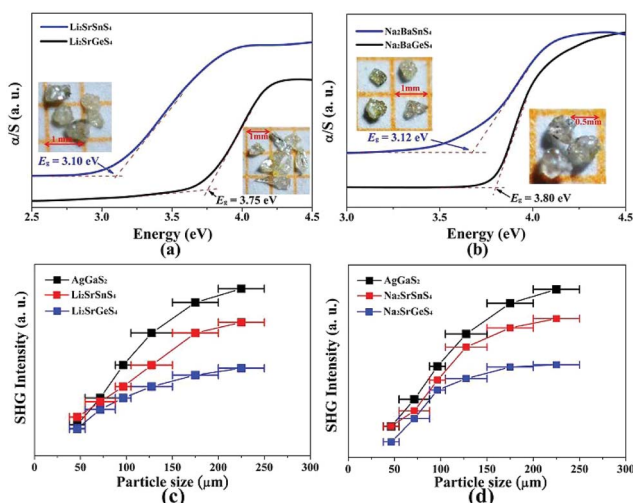 Li₂SrSnS₄
Li₂SrGeS₄
α/S (a. u.)
1 mm
Eg = 3.10 eV
1mm
Eg = 3.75 eV
2.5 3.0 3.5 4.0 4.5
Energy (eV)
(a)
Na₂BaSnS₄
Na₂BaGeS₄
α/S (a. u.)
1mm
0.5mm
Eg = 3.12 eV
Eg = 3.80 eV
3.0 3.5 4.0 4.5
Energy (eV)
(b)
AgGaS₂
Li₂SrSnS₄
Li₂SrGeS₄
SHG Intensity (a. u.)
0 50 100 150 200 250 300
Particle size (μm)
(c)
AgGaS₂
Na₂SrSnS₄
Na₂SrGeS₄
SHG Intensity (a. u.)
0 50 100 150 200 250 300
Particle size (μm)
(d)